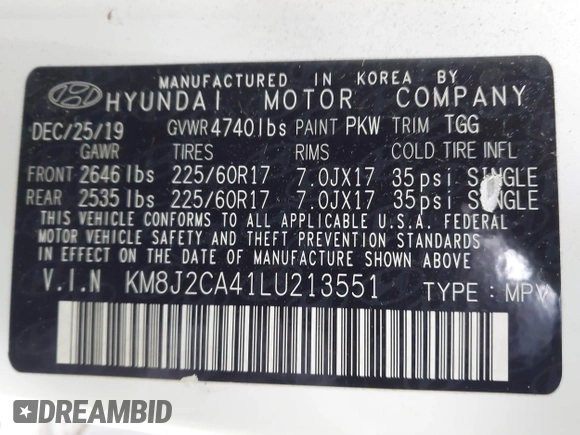 MANUFACTURED IN KOREA BY
HYUNDAI MOTOR COMPANY
DEC/25/19 GVWR 4740lbs PAINT PKW TRIM TGG
GAWR TIRES RIMS COLD TIRE INFL
FRONT 2646lbs 225/60R17 7.0JX17 35psi SINGLE
REAR 2535lbs 225/60R17 7.0JX17 35psi SINGLE
THIS VEHICLE CONFORMS TO ALL APPLICABLE U.S.A. FEDERAL
MOTOR VEHICLE SAFETY AND THEFT PREVENTION STANDARDS
IN EFFECT ON THE DATE OF MANUFACTURE SHOWN ABOVE
V.I.N KM8J2CA41LU213551 TYPE: MPV
DREAMBID